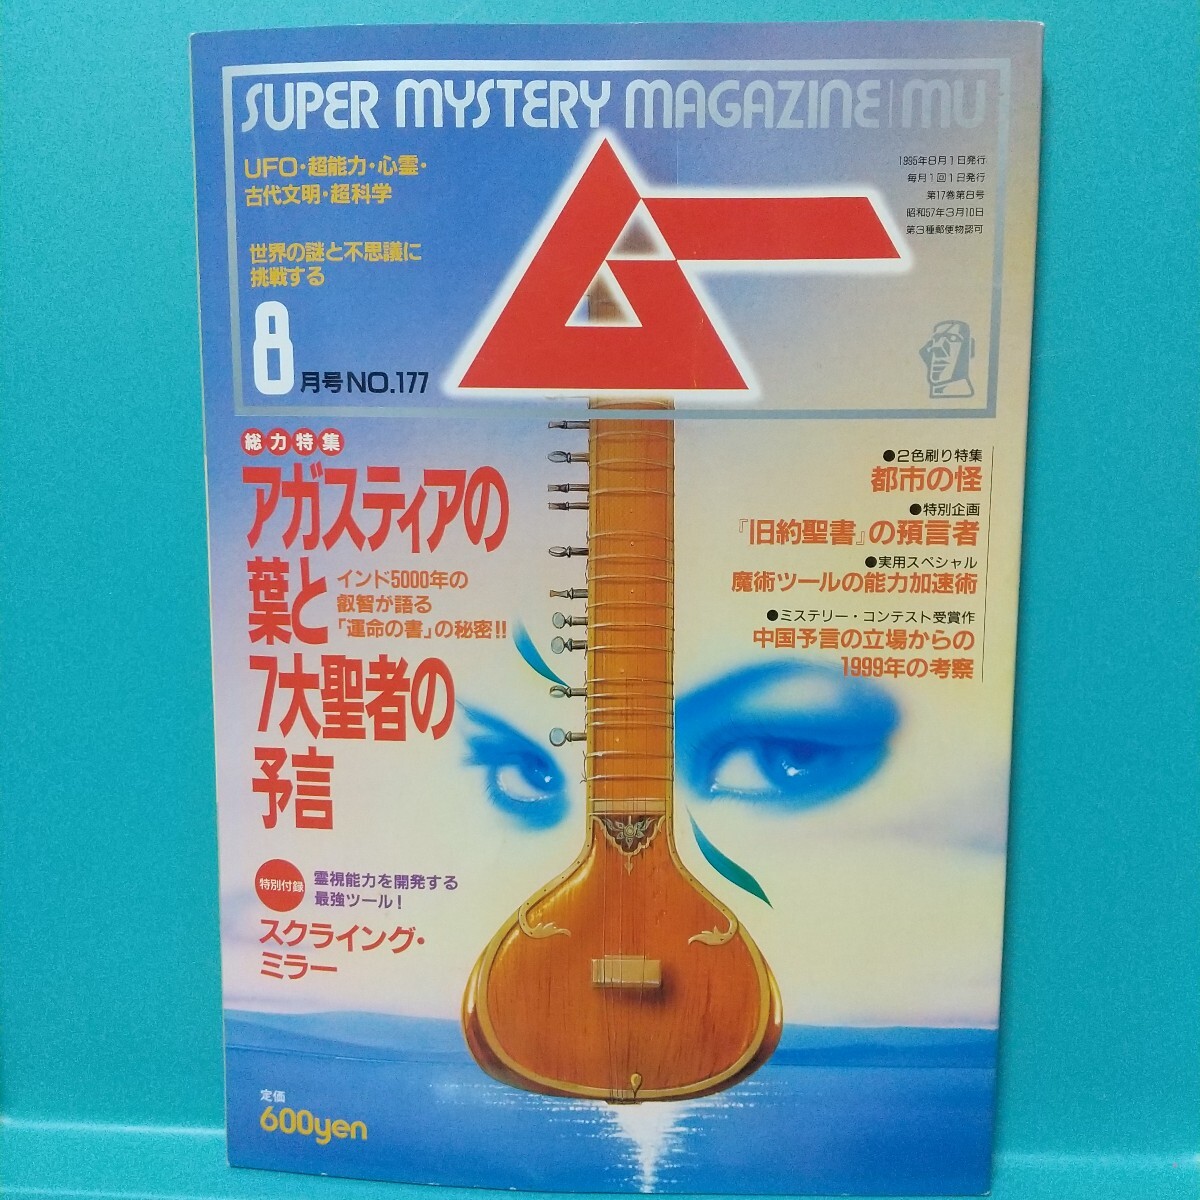 SUPER MYSTERY MAGAZINE|MU
UFO・超能力・心霊・
古代文明・超科学
世界の謎と不思議に
挑戦する
8月号NO.177
ムー
1995年8月1日発行
毎月1回1日発行
第17巻第8号
昭和57年3月10日
第3種郵便物認可
総力特集
アガスティアの
葉と
インド5000年の
叡智が語る
「運命の書」の秘密!!
7大聖者の
予言
●2色刷り特集
都市の怪
●特別企画
『旧約聖書』の預言者
●実用スペシャル
魔術ツールの能力加速術
●ミステリー・コンテスト受賞作
中国予言の立場からの
1999年の考察
特別付録
霊視能力を開発する
最強ツール!
スクライング・
ミラー
定価
600yen